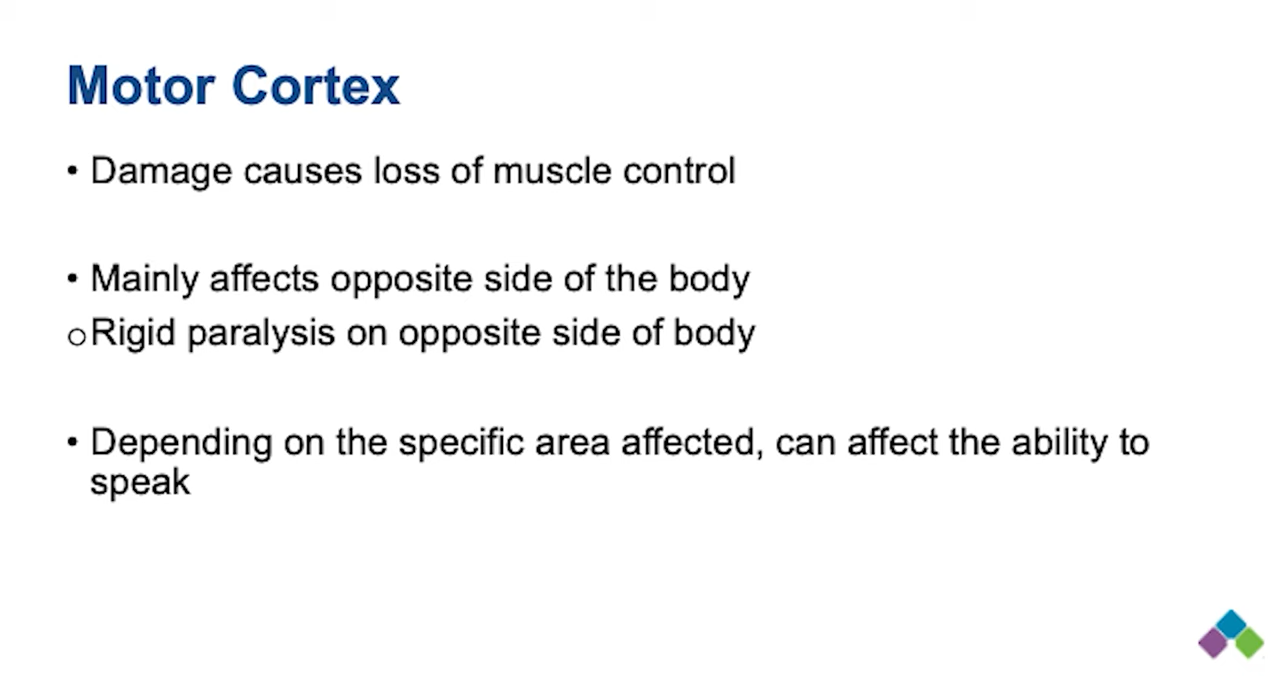 Motor Cortex
• Damage causes loss of muscle control
• Mainly affects opposite side of the body
○Rigid paralysis on opposite side of body
• Depending on the specific area affected, can affect the ability to
speak